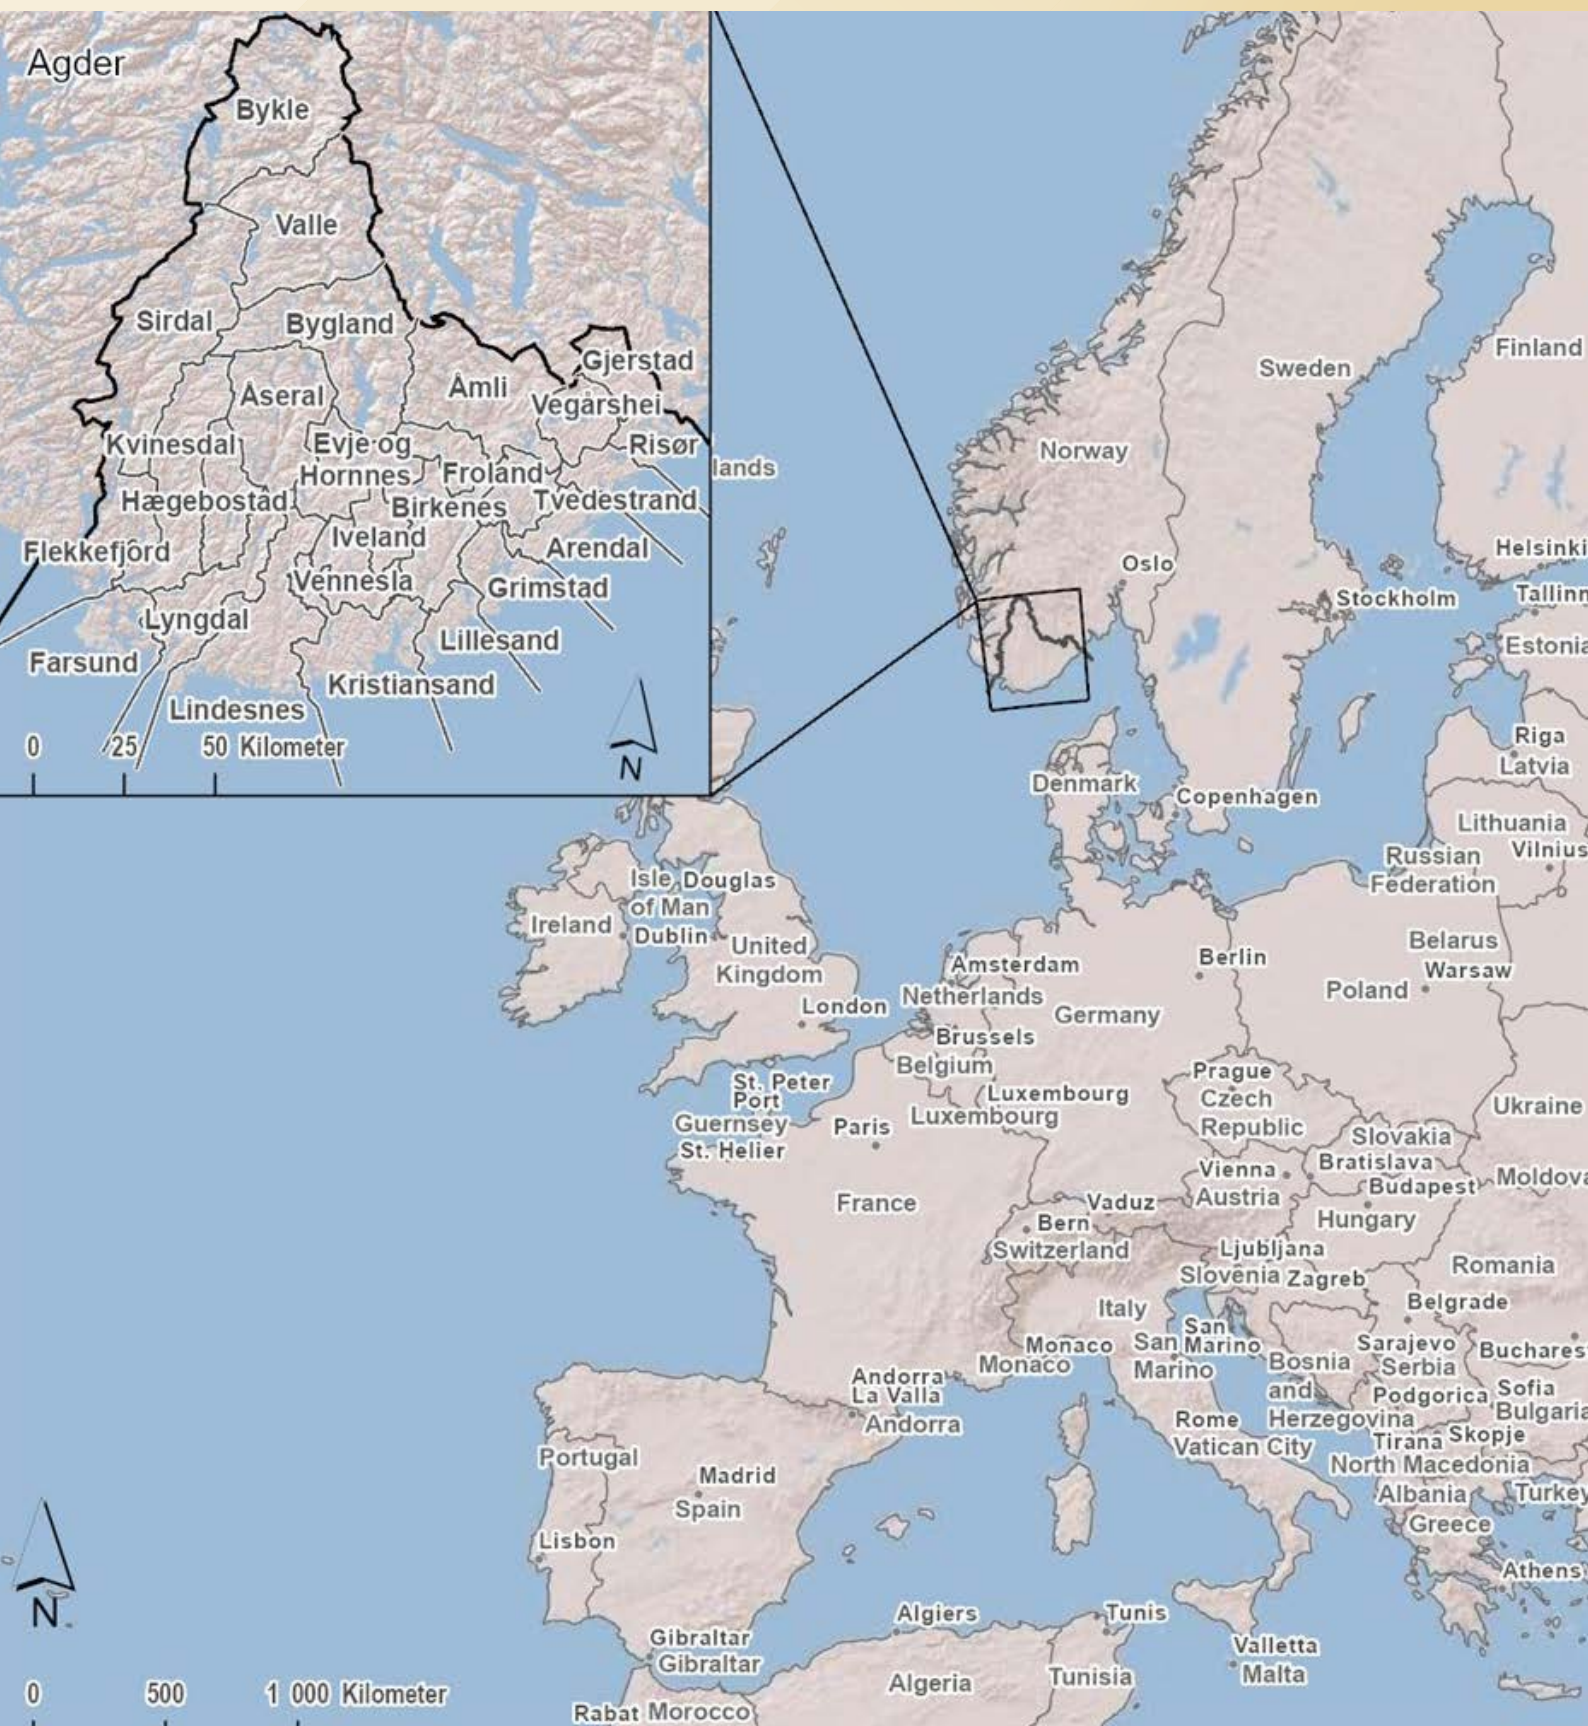 Agder
Bykle
Valle
Sirdal
Bygland
Gjerstad
Åseral
Åmli
Vegårshei
Kvinesdal
Evje og
Hornnes
Froland
Risør
Hægebostad
Birkenes
Tvedestrand
Iveland
Flekkefjord
Arendal
Vennesla
Grimstad
Lyngdal
Lillesand
Farsund
Kristiansand
Lindesnes
0 25 50 Kilometer
N
lands
Norway
Sweden
Finland
Oslo
Helsinki
Stockholm
Tallinn
Estonia
Riga
Latvia
Denmark
Copenhagen
Lithuania
Vilnius
Russian
Federation
Isle
of Man
Douglas
Ireland
Dublin
United
Kingdom
London
Amsterdam
Netherlands
Berlin
Germany
Belarus
Warsaw
Poland
Brussels
Belgium
St. Peter
Port
Guernsey
St. Helier
Paris
Luxembourg
Luxembourg
Prague
Czech
Republic
Ukraine
Slovakia
Bratislava
Vienna
Austria
Budapest
Hungary
Moldova
France
Vaduz
Bern
Switzerland
Ljubljana
Slovenia
Zagreb
Romania
Belgrade
Italy
San
Marino
San
Marino
Monaco
Monaco
Sarajevo
Serbia
Bosnia
and
Herzegovina
Buchares
Andorra
La Valla
Andorra
Podgorica
Sofia
Bulgaria
Rome
Vatican City
Tirana
Skopje
North Macedonia
Albania
Turkey
Greece
Athens
Portugal
Madrid
Spain
Lisbon
Gibraltar
Gibraltar
Algiers
Algeria
Tunis
Tunisia
Valletta
Malta
Rabat
Morocco
N
0 500 1 000 Kilometer